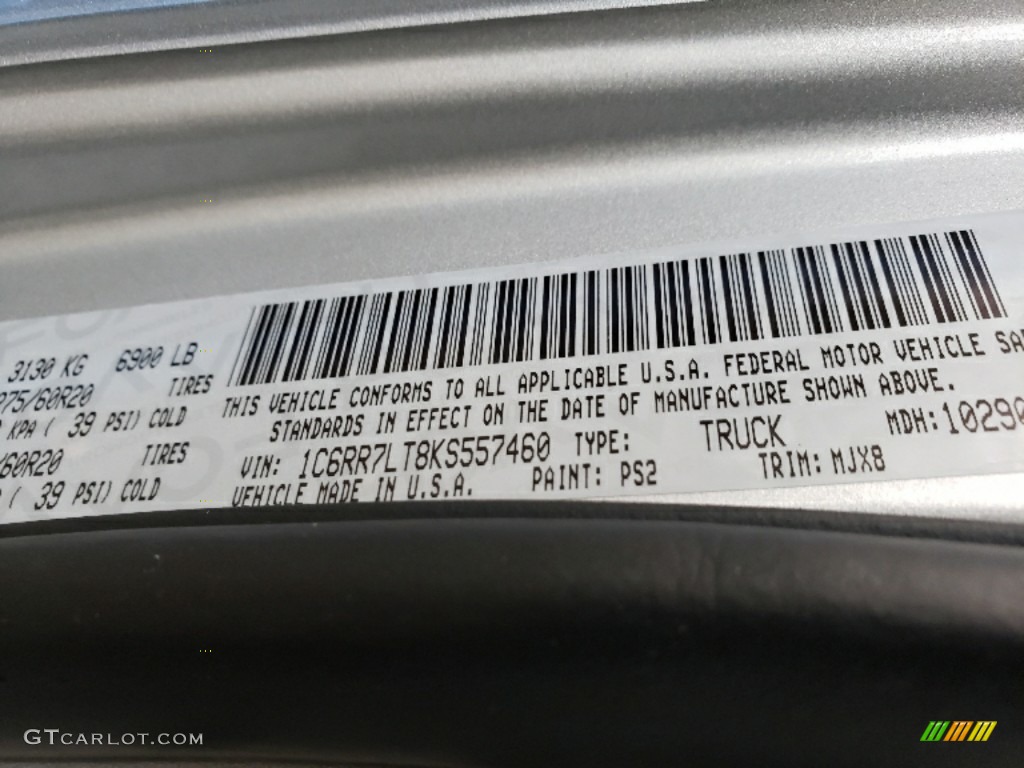 3130 KG 6900 LB
P275/60R20 TIRES
KPA ( 39 PSI) COLD
/60R20 TIRES
( 39 PSI) COLD
THIS VEHICLE CONFORMS TO ALL APPLICABLE U.S.A. FEDERAL MOTOR VEHICLE SA
STANDARDS IN EFFECT ON THE DATE OF MANUFACTURE SHOWN ABOVE.
VIN: 1C6RR7LT8KS557460 TYPE: TRUCK MDH: 10290
VEHICLE MADE IN U.S.A. PAINT: PS2 TRIM: MJX8
GTCARLOT.COM